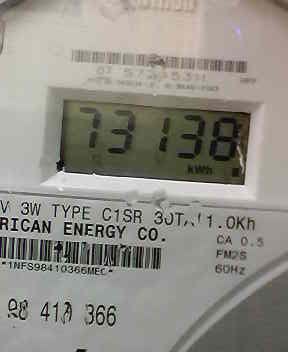 73138
kWh
V 3W TYPE C1SR 30TA 1.0Kh
RICAN ENERGY CO.
CA 0.5
FM2S
60Hz
*1NFS98410366MEC*
98 410 366